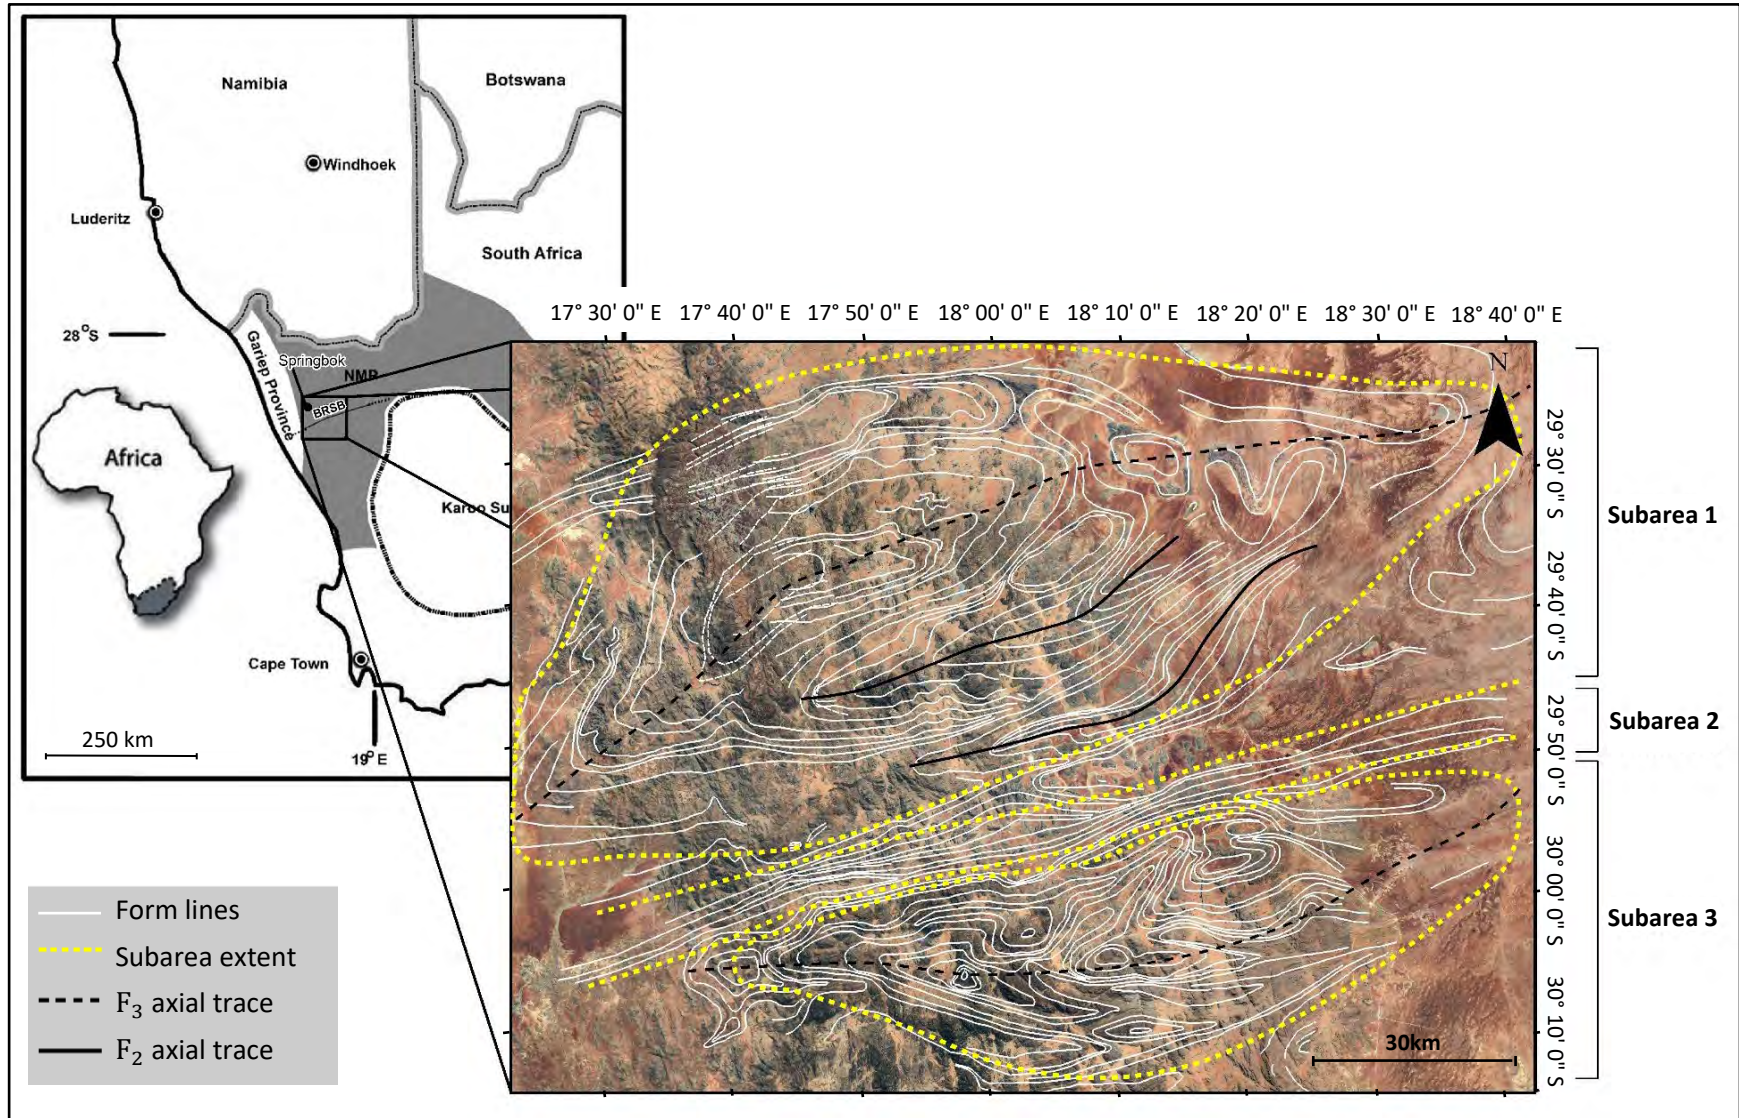 Namibia
Botswana
Windhoek
Luderitz
South Africa
28°S
Gariep Province
Springbok
NMP
BRSB
Africa
Karoo Su
Cape Town
250 km
19°E
17° 30' 0" E 17° 40' 0" E 17° 50' 0" E 18° 00' 0" E 18° 10' 0" E 18° 20' 0" E 18° 30' 0" E 18° 40' 0" E
N
29° 30' 0" S
29° 40' 0" S
29° 50' 0" S
30° 00' 0" S
30° 10' 0" S
Subarea 1
Subarea 2
Subarea 3
30km
Form lines
Subarea extent
F₃ axial trace
F₂ axial trace